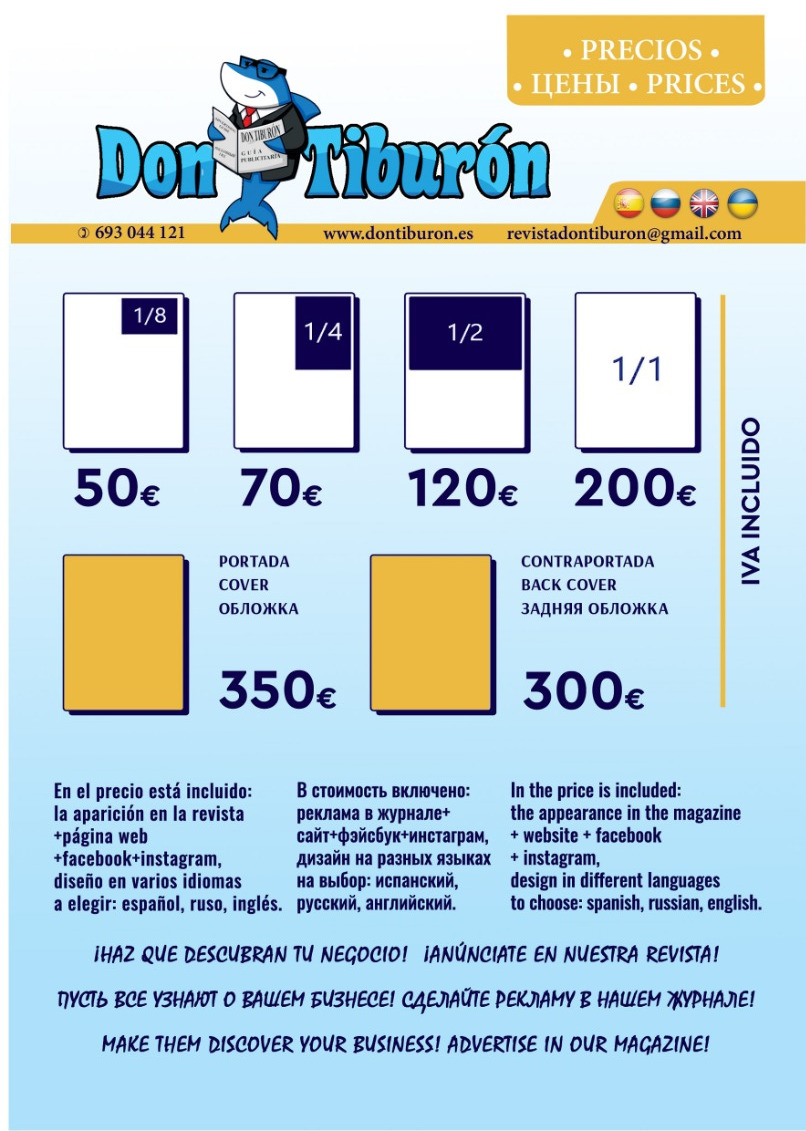 • PRECIOS •
• ЦЕНЫ • PRICES •
DON TIBURÓN
GUÍA
PUBLICITARIA
Don Tiburón
693 044 121 www.dontiburon.es revistadontiburon@gmail.com
1/8 1/4 1/2 1/1
50€ 70€ 120€ 200€
IVA INCLUIDO
PORTADA
COVER
ОБЛОЖКА
350€
CONTRAPORTADA
BACK COVER
ЗАДНЯЯ ОБЛОЖКА
300€
En el precio está incluido:
la aparición en la revista
+página web
+facebook+instagram,
diseño en varios idiomas
a elegir: español, ruso, inglés.
В стоимость включено:
реклама в журнале+
сайт+фэйсбук+инстаграм,
дизайн на разных языках
на выбор: испанский,
русский, английский.
In the price is included:
the appearance in the magazine
+ website + facebook
+ instagram,
design in different languages
to choose: spanish, russian, english.
¡HAZ QUE DESCUBRAN TU NEGOCIO! ¡ANÚNCIATE EN NUESTRA REVISTA!
ПУСТЬ ВСЕ УЗНАЮТ О ВАШЕМ БИЗНЕСЕ! СДЕЛАЙТЕ РЕКЛАМУ В НАШЕМ ЖУРНАЛЕ!
MAKE THEM DISCOVER YOUR BUSINESS! ADVERTISE IN OUR MAGAZINE!